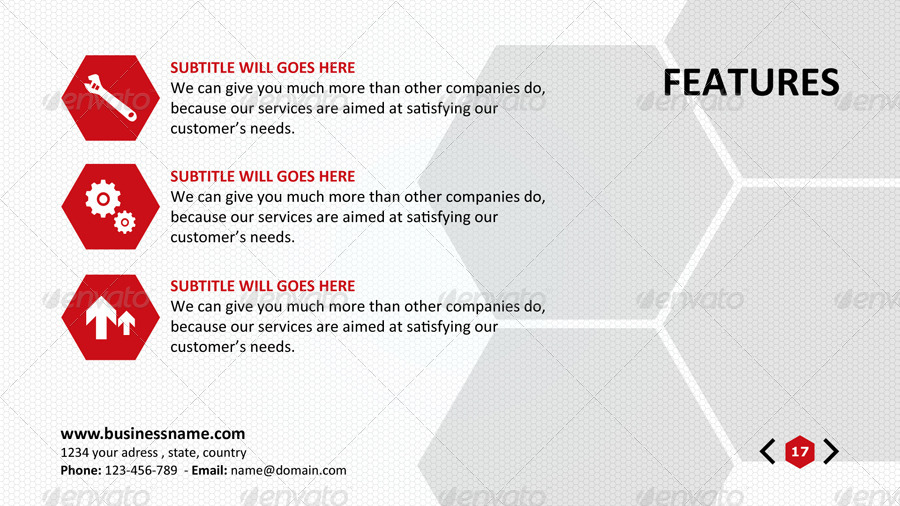 FEATURES
SUBTITLE WILL GOES HERE
We can give you much more than other companies do,
because our services are aimed at satisfying our
customer's needs.
SUBTITLE WILL GOES HERE
We can give you much more than other companies do,
because our services are aimed at satisfying our
customer's needs.
SUBTITLE WILL GOES HERE
We can give you much more than other companies do,
because our services are aimed at satisfying our
customer's needs.
www.businessname.com
1234 your adress , state, country
Phone: 123-456-789 - Email: name@domain.com
17
envato